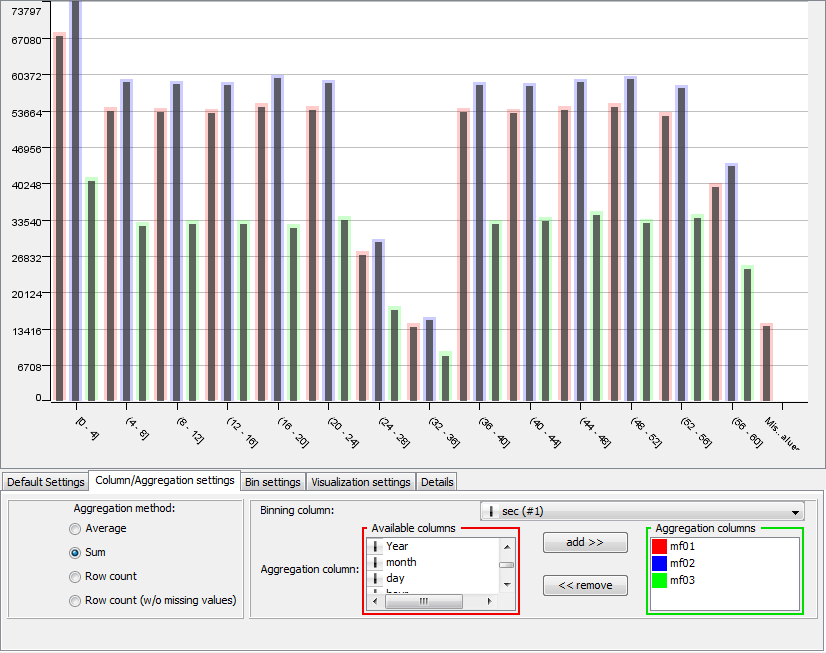 73797
67080
60372
53664
46956
40248
33540
26832
20124
13416
6708
0
[0 - 4]
(4 - 8]
(8 - 12]
(12 - 16]
(16 - 20]
(20 - 24]
(24 - 28]
(32 - 36]
(36 - 40]
(40 - 44]
(44 - 48]
(48 - 52]
(52 - 56]
(56 - 60]
Mis...alues
Default Settings
Column/Aggregation settings
Bin settings
Visualization settings
Details
Aggregation method:
Average
Sum
Row count
Row count (w/o missing values)
Binning column:
sec (#1)
Aggregation column:
Available columns
Year
month
day
hour
add >>
<< remove
Aggregation columns
mf01
mf02
mf03